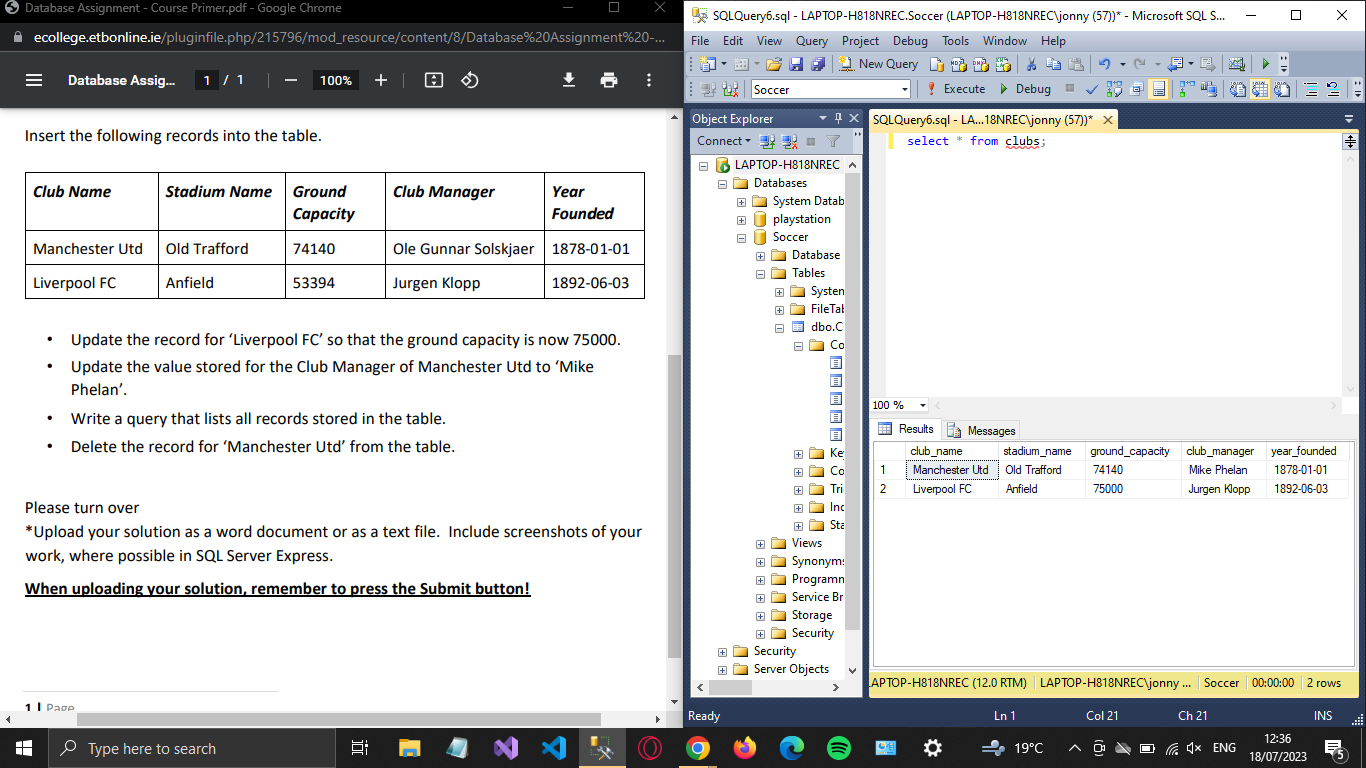 Database Assignment - Course Primer.pdf - Google Chrome
ecollege.etbonline.ie/pluginfile.php/215796/mod_resource/content/8/Database%20Assignment%20-...
Database Assig... 1 / 1 100%
Insert the following records into the table.
Club Name Stadium Name Ground Capacity Club Manager Year Founded
Manchester Utd Old Trafford 74140 Ole Gunnar Solskjaer 1878-01-01
Liverpool FC Anfield 53394 Jurgen Klopp 1892-06-03
• Update the record for ‘Liverpool FC’ so that the ground capacity is now 75000.
• Update the value stored for the Club Manager of Manchester Utd to ‘Mike
Phelan’.
• Write a query that lists all records stored in the table.
• Delete the record for ‘Manchester Utd’ from the table.
Please turn over
*Upload your solution as a word document or as a text file. Include screenshots of your
work, where possible in SQL Server Express.
When uploading your solution, remember to press the Submit button!
1 | Page
SQLQuery6.sql - LAPTOP-H818NREC.Soccer (LAPTOP-H818NREC\jonny (57))* - Microsoft SQL S...
File Edit View Query Project Debug Tools Window Help
New Query
Soccer Execute Debug
Object Explorer
Connect
LAPTOP-H818NREC
Databases
System Datab
playstation
Soccer
Database
Tables
System
FileTab
dbo.C
Co
Key
Co
Tri
Ind
Sta
Views
Synonyms
Programm
Service Br
Storage
Security
Security
Server Objects
SQLQuery6.sql - LA...18NREC\jonny (57))*
select * from clubs;
100 %
Results Messages
club_name stadium_name ground_capacity club_manager year_founded
1 Manchester Utd Old Trafford 74140 Mike Phelan 1878-01-01
2 Liverpool FC Anfield 75000 Jurgen Klopp 1892-06-03
LAPTOP-H818NREC (12.0 RTM) LAPTOP-H818NREC\jonny ... Soccer 00:00:00 2 rows
Ready Ln 1 Col 21 Ch 21 INS
Type here to search
19°C ENG
12:36
18/07/2023
5